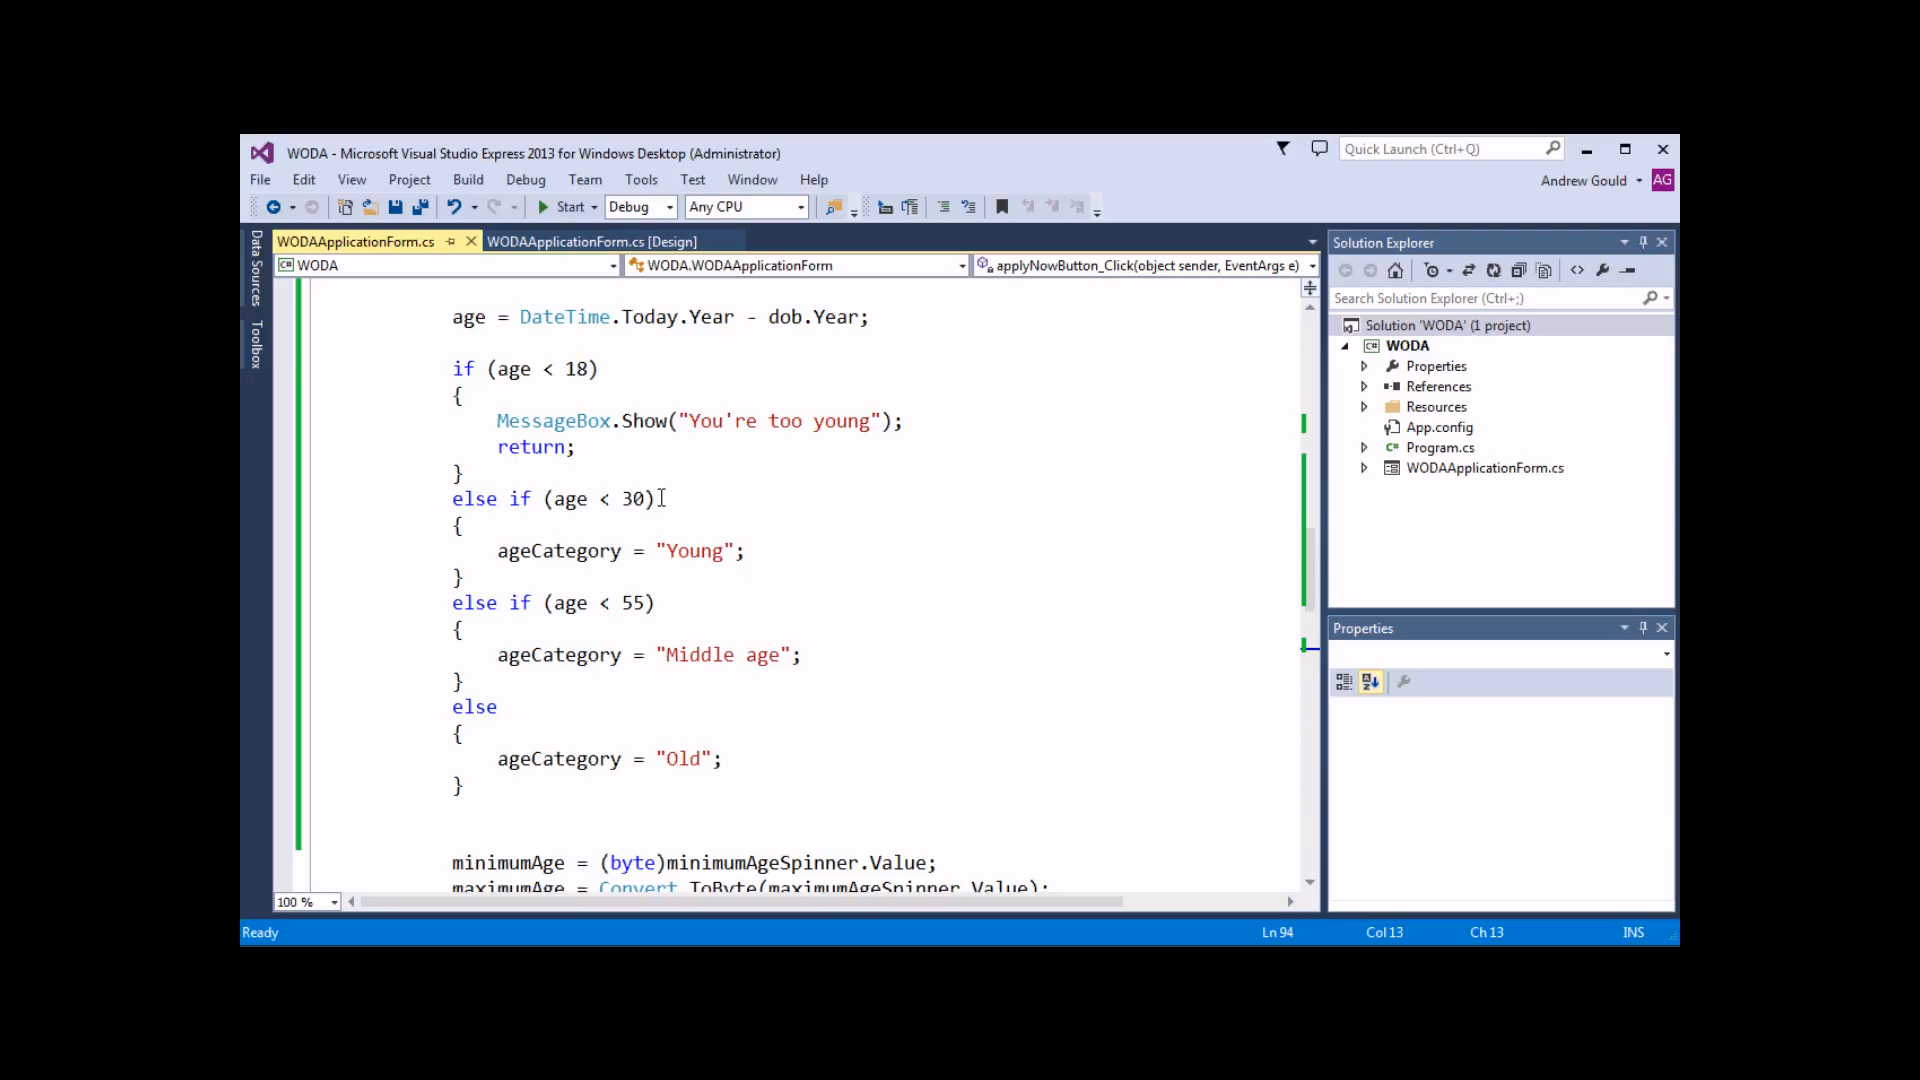 WODA - Microsoft Visual Studio Express 2013 for Windows Desktop (Administrator)
Quick Launch (Ctrl+Q)
File Edit View Project Build Debug Team Tools Test Window Help
Andrew Gould AG
Start Debug Any CPU
Data Sources
Toolbox
WODAApplicationForm.cs WODAApplicationForm.cs [Design]
WODA WODA.WODAApplicationForm applyNowButton_Click(object sender, EventArgs e)
age = DateTime.Today.Year - dob.Year;
if (age < 18)
{
MessageBox.Show("You're too young");
return;
}
else if (age < 30)
{
ageCategory = "Young";
}
else if (age < 55)
{
ageCategory = "Middle age";
}
else
{
ageCategory = "Old";
}
minimumAge = (byte)minimumAgeSpinner.Value;
maximumAge = Convert.ToByte(maximumAgeSpinner.Value);
100 %
Solution Explorer
Search Solution Explorer (Ctrl+;)
Solution 'WODA' (1 project)
C# WODA
Properties
References
Resources
App.config
C# Program.cs
WODAApplicationForm.cs
Properties
Ready Ln 94 Col 13 Ch 13 INS